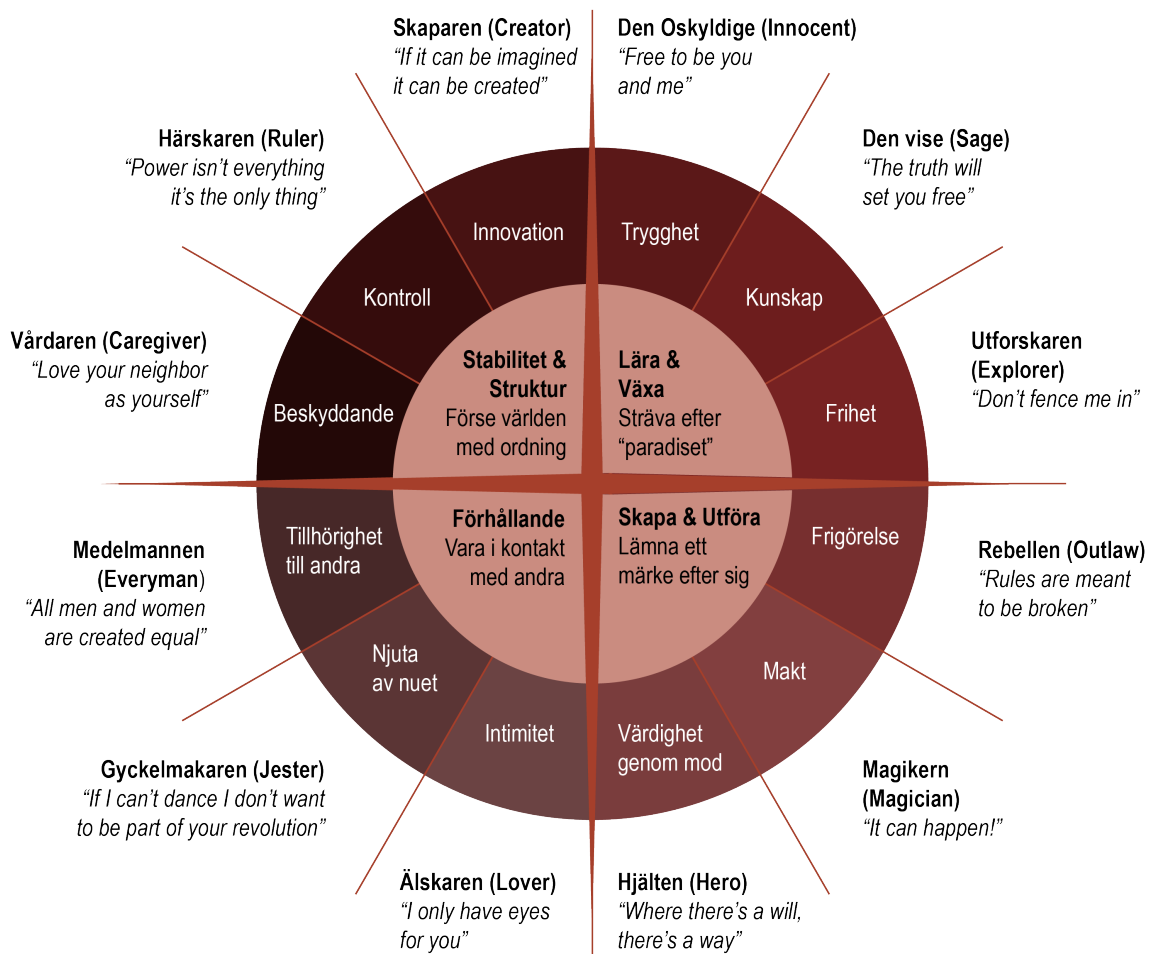 Skaparen (Creator)
“If it can be imagined
it can be created”
Den Oskyldige (Innocent)
“Free to be you
and me”
Härskaren (Ruler)
“Power isn’t everything
it’s the only thing”
Den vise (Sage)
“The truth will
set you free”
Vårdaren (Caregiver)
“Love your neighbor
as yourself”
Utforskaren
(Explorer)
“Don’t fence me in”
Innovation
Trygghet
Kontroll
Kunskap
Beskyddande
Frihet
Stabilitet &
Struktur
Förse världen
med ordning
Lära &
Växa
Sträva efter
“paradiset”
Förhållande
Vara i kontakt
med andra
Skapa & Utföra
Lämna ett
märke efter sig
Tillhörighet
till andra
Frigörelse
Njuta
av nuet
Makt
Intimitet
Värdighet
genom mod
Medelmannen
(Everyman)
“All men and women
are created equal”
Rebellen (Outlaw)
“Rules are meant
to be broken”
Gyckelmakaren (Jester)
“If I can’t dance I don’t want
to be part of your revolution”
Magikern
(Magician)
“It can happen!”
Älskaren (Lover)
“I only have eyes
for you”
Hjälten (Hero)
“Where there’s a will,
there’s a way”